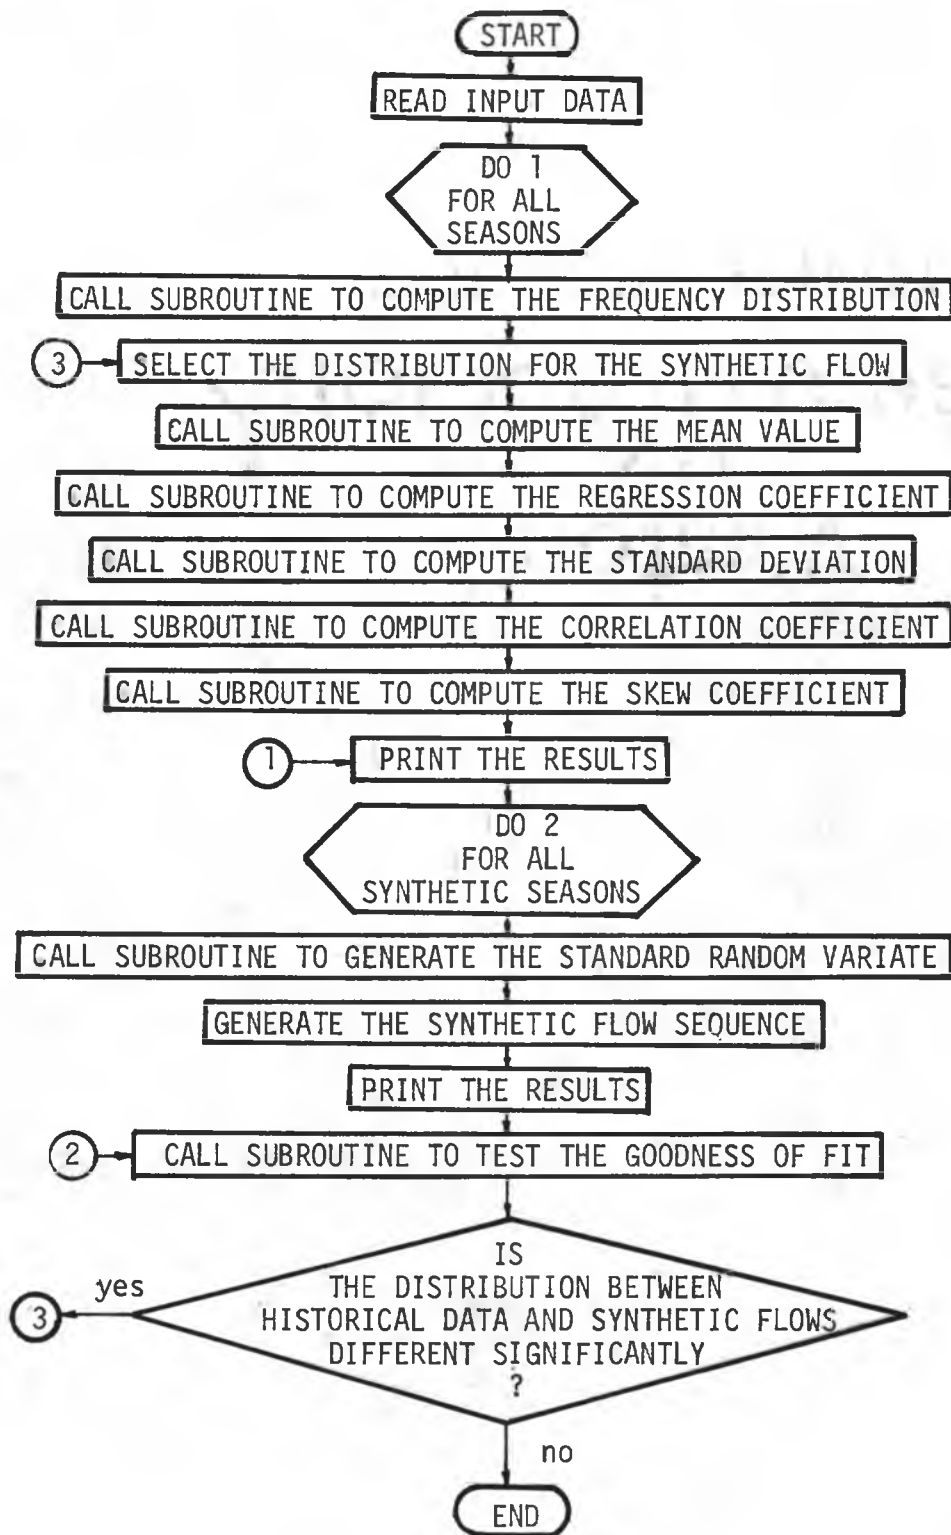 START
READ INPUT DATA
DO 1
FOR ALL
SEASONS
CALL SUBROUTINE TO COMPUTE THE FREQUENCY DISTRIBUTION
3
SELECT THE DISTRIBUTION FOR THE SYNTHETIC FLOW
CALL SUBROUTINE TO COMPUTE THE MEAN VALUE
CALL SUBROUTINE TO COMPUTE THE REGRESSION COEFFICIENT
CALL SUBROUTINE TO COMPUTE THE STANDARD DEVIATION
CALL SUBROUTINE TO COMPUTE THE CORRELATION COEFFICIENT
CALL SUBROUTINE TO COMPUTE THE SKEW COEFFICIENT
1
PRINT THE RESULTS
DO 2
FOR ALL
SYNTHETIC SEASONS
CALL SUBROUTINE TO GENERATE THE STANDARD RANDOM VARIATE
GENERATE THE SYNTHETIC FLOW SEQUENCE
PRINT THE RESULTS
2
CALL SUBROUTINE TO TEST THE GOODNESS OF FIT
IS
THE DISTRIBUTION BETWEEN
HISTORICAL DATA AND SYNTHETIC FLOWS
DIFFERENT SIGNIFICANTLY
?
yes
3
no
END